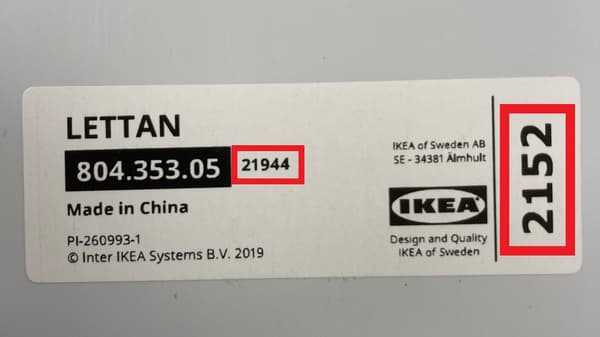 LETTAN
804.353.05 21944
Made in China
PI-260993-1
© Inter IKEA Systems B.V. 2019
IKEA of Sweden AB
SE - 34381 Älmhult
IKEA
Design and Quality
IKEA of Sweden
2152